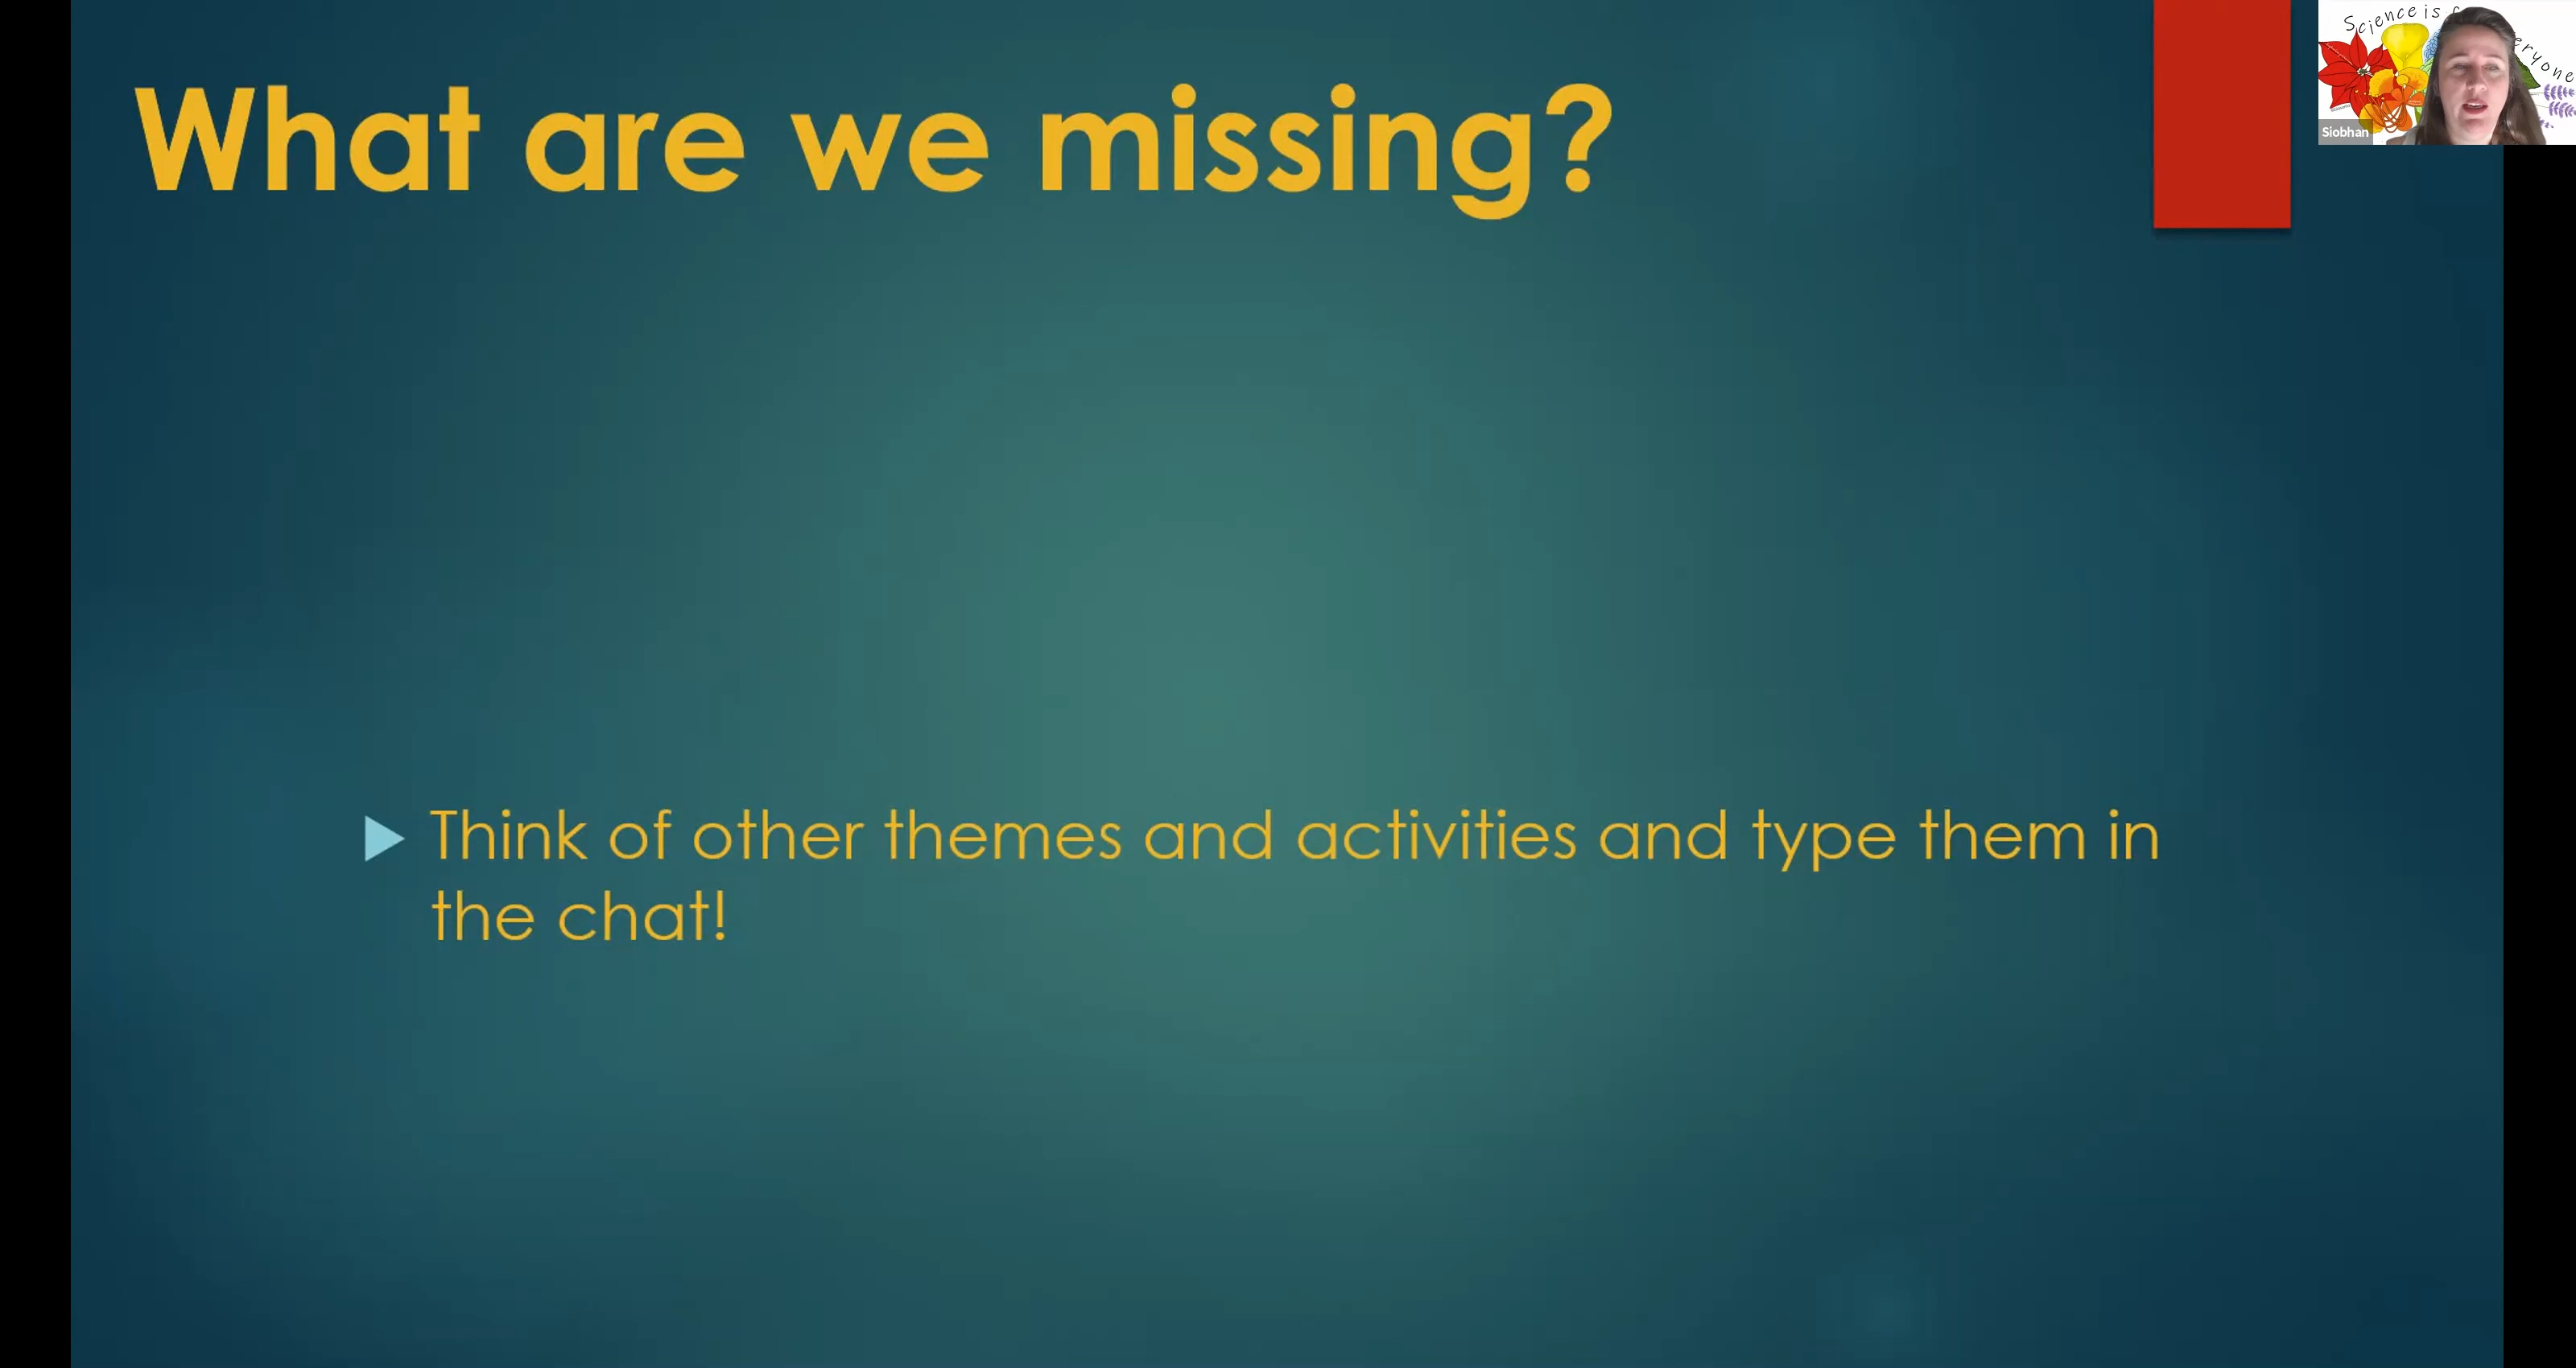 What are we missing?
Science is
eryone
Siobhan
Think of other themes and activities and type them in
the chat!